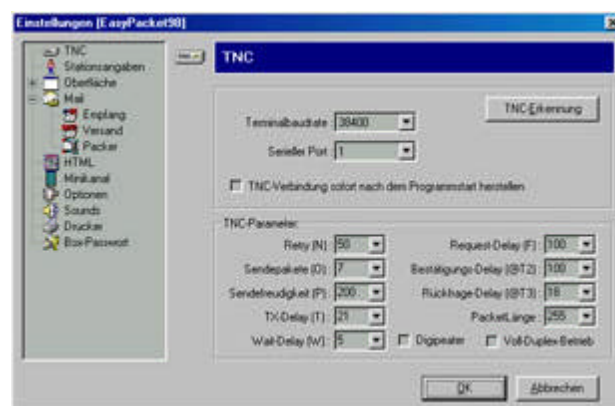 Einstellungen [EasyPacket98]
TNC
Stationsangaben
Oberfläche
Mail
Empfang
Versand
Packer
HTML
Minikanal
Optionen
Sounds
Drucker
Box-Passwort
TNC
TNC-Erkennung
Terminalbaudrate: 38400
Serieller Port: 1
TNC-Verbindung sofort nach dem Programmstart herstellen
TNC-Parameter:
Retry (N): 50
Request-Delay (F): 100
Sendepakete (O): 7
Bestätigungs-Delay (@T2): 100
Sendefreudigkeit (P): 200
Rückfrage-Delay (@T3): 18
TX-Delay (T): 21
PacketLänge: 255
Wait-Delay (W): 5
Digipeater
Voll-Duplex-Betrieb
OK
Abbrechen